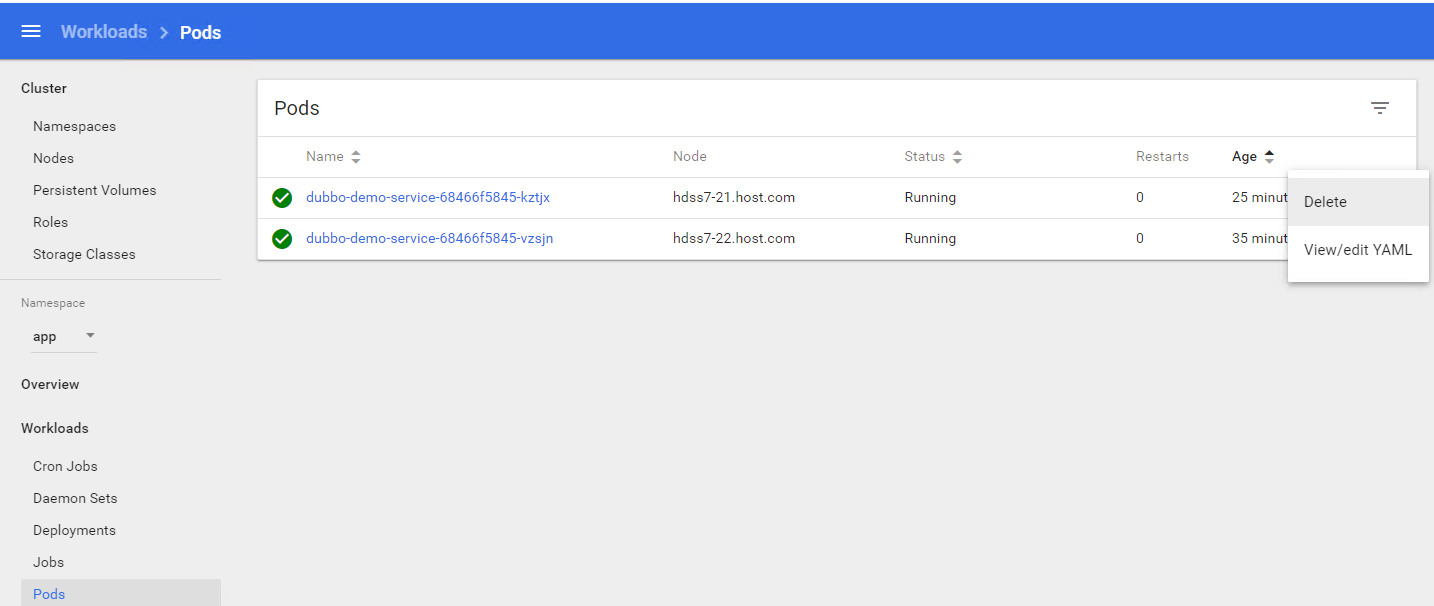 Workloads > Pods
Cluster
Namespaces
Nodes
Persistent Volumes
Roles
Storage Classes
Namespace
app
Overview
Workloads
Cron Jobs
Daemon Sets
Deployments
Jobs
Pods
Pods
Name Node Status Restarts Age
dubbo-demo-service-68466f5845-kztjx hdss7-21.host.com Running 0 25 minut
dubbo-demo-service-68466f5845-vzsjn hdss7-22.host.com Running 0 35 minut
Delete
View/edit YAML